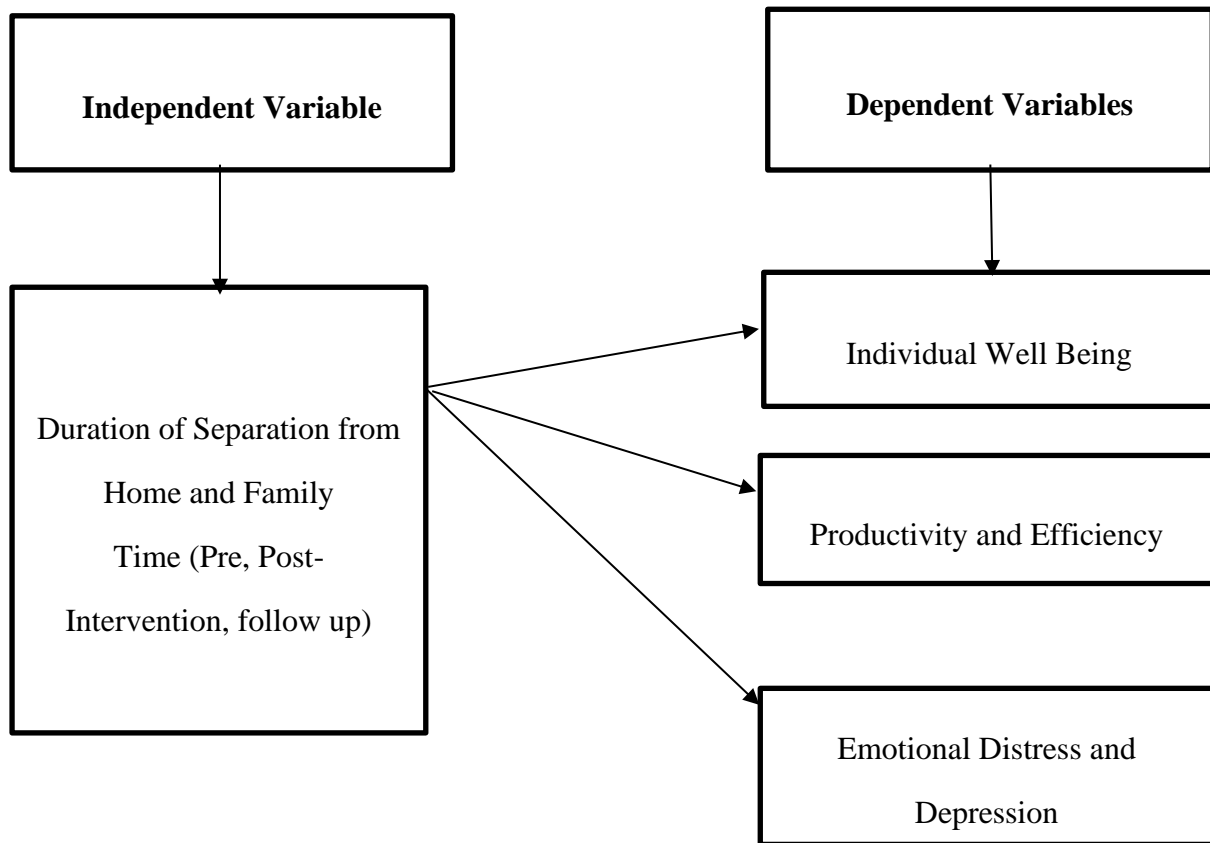 Independent Variable
Dependent Variables
Duration of Separation from
Home and Family
Time (Pre, Post-
Intervention, follow up)
Individual Well Being
Productivity and Efficiency
Emotional Distress and
Depression